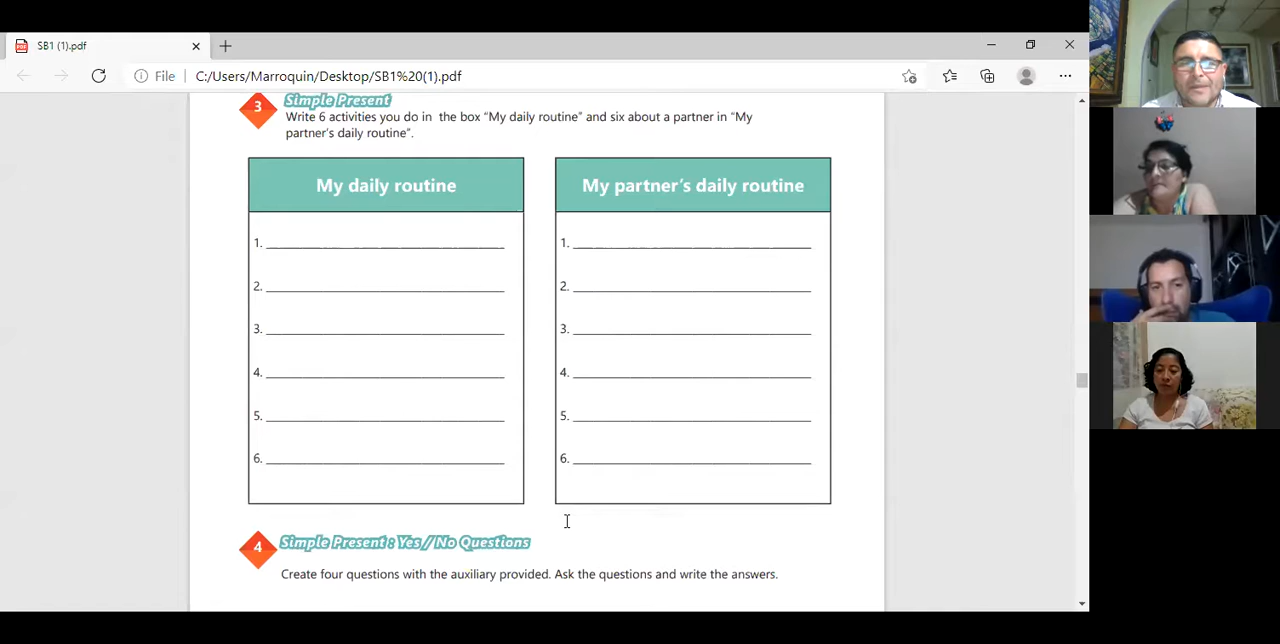 SB1 (1).pdf
File
C:/Users/Marroquin/Desktop/SB1%20(1).pdf
3
Simple Present
Write 6 activities you do in the box “My daily routine” and six about a partner in “My
partner’s daily routine”.
My daily routine
1.
2.
3.
4.
5.
6.
My partner’s daily routine
1.
2.
3.
4.
5.
6.
4
Simple Present : Yes/No Questions
Create four questions with the auxiliary provided. Ask the questions and write the answers.